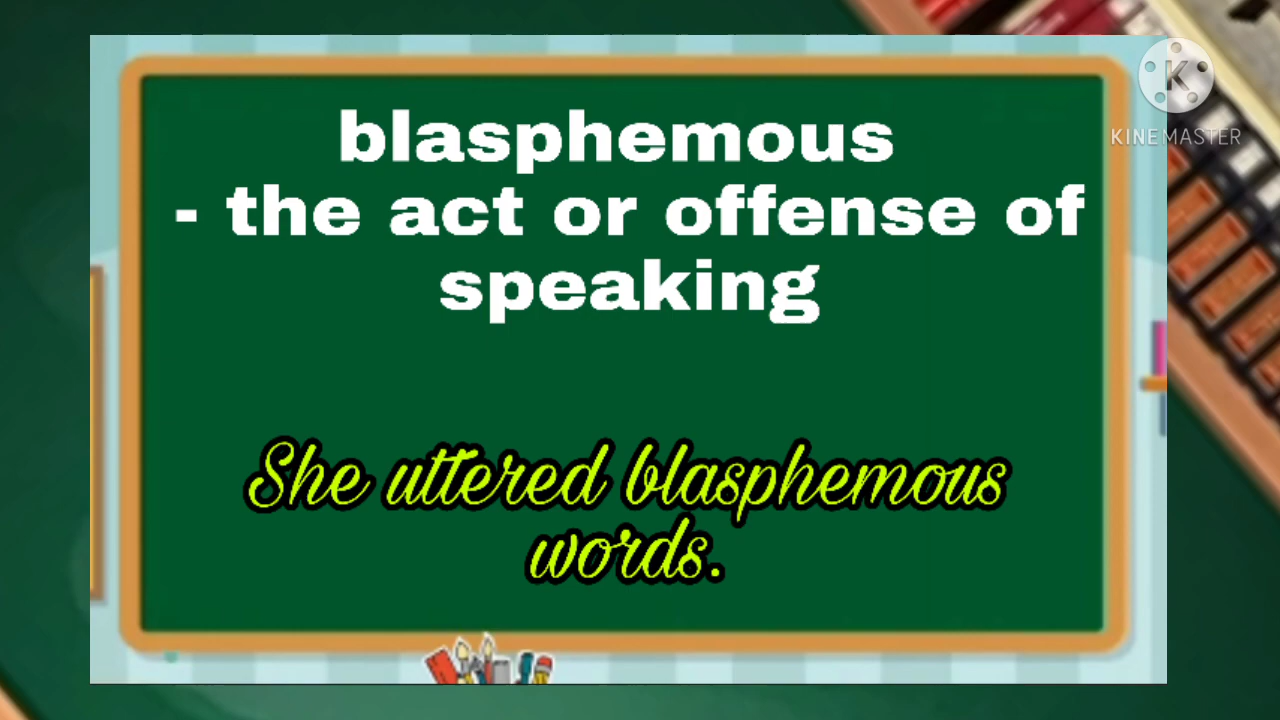 blasphemous
- the act or offense of
speaking
She uttered blasphemous
words.
K
KINEMASTER